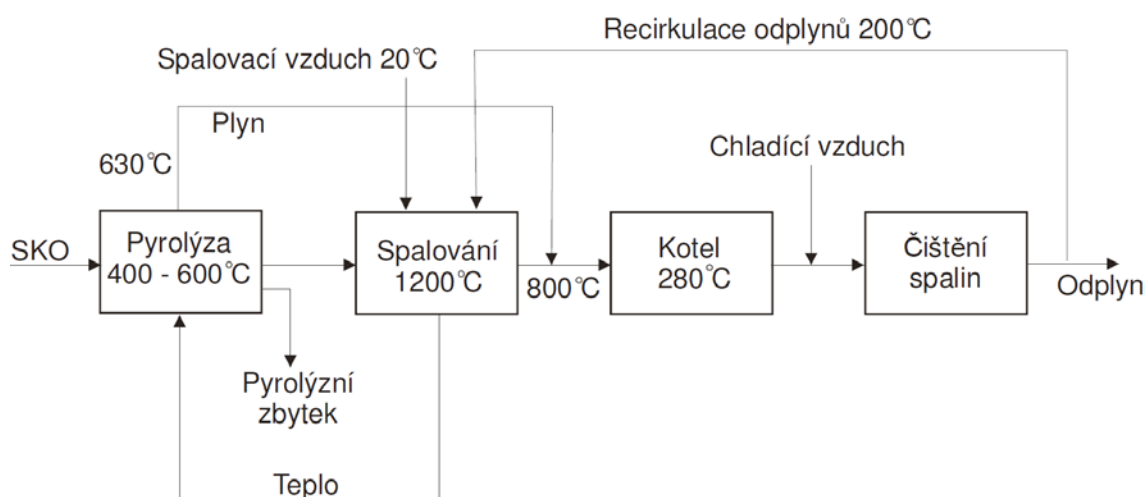 Recirkulace odplynů 200℃
Spalovací vzduch 20℃
Plyn
630℃
Chladící vzduch
SKO
Pyrolýza
400 - 600℃
Spalování
1200℃
800℃
Kotel
280℃
Čištění
spalin
Odplyn
Pyrolýzní
zbytek
Teplo